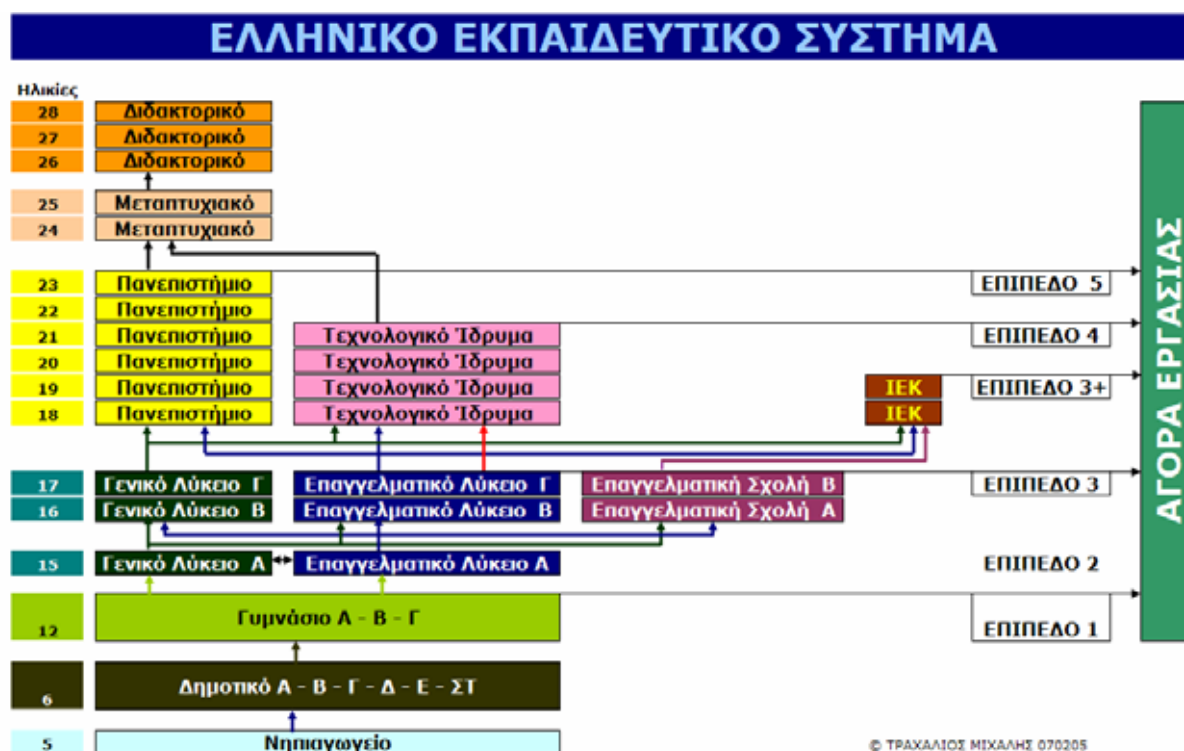 ΕΛΛΗΝΙΚΟ ΕΚΠΑΙΔΕΥΤΙΚΟ ΣΥΣΤΗΜΑ
Ηλικίες
28 Διδακτορικό
27 Διδακτορικό
26 Διδακτορικό
25 Μεταπτυχιακό
24 Μεταπτυχιακό
23 Πανεπιστήμιο ΕΠΙΠΕΔΟ 5
22 Πανεπιστήμιο
21 Πανεπιστήμιο Τεχνολογικό Ίδρυμα ΕΠΙΠΕΔΟ 4
20 Πανεπιστήμιο Τεχνολογικό Ίδρυμα
19 Πανεπιστήμιο Τεχνολογικό Ίδρυμα ΙΕΚ ΕΠΙΠΕΔΟ 3+
18 Πανεπιστήμιο Τεχνολογικό Ίδρυμα ΙΕΚ
17 Γενικό Λύκειο Γ Επαγγελματικό Λύκειο Γ Επαγγελματική Σχολή Β ΕΠΙΠΕΔΟ 3
16 Γενικό Λύκειο Β Επαγγελματικό Λύκειο Β Επαγγελματική Σχολή Α
15 Γενικό Λύκειο Α Επαγγελματικό Λύκειο Α ΕΠΙΠΕΔΟ 2
12 Γυμνάσιο Α - Β - Γ ΕΠΙΠΕΔΟ 1
6 Δημοτικό Α - Β - Γ - Δ - Ε - ΣΤ
5 Νηπιαγωγείο
ΑΓΟΡΑ ΕΡΓΑΣΙΑΣ
© ΤΡΑΧΑΛΙΟΣ ΜΙΧΑΛΗΣ 070205